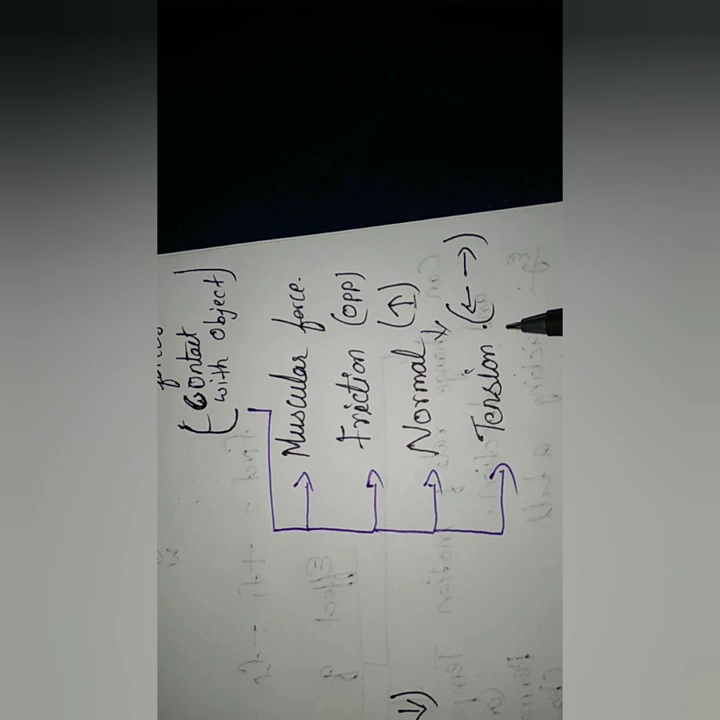 (Contact
with object)
Muscular force.
Friction (opp)
Normal (↑)
Tension. (← →)
(↓)